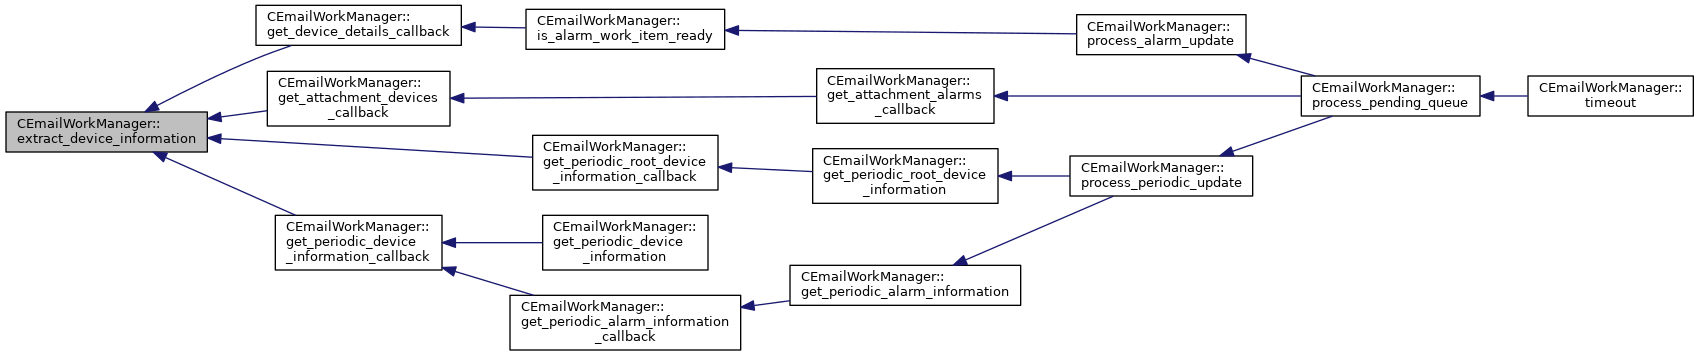 CEmailWorkManager::
extract_device_information
CEmailWorkManager::
get_device_details_callback
CEmailWorkManager::
is_alarm_work_item_ready
CEmailWorkManager::
process_alarm_update
CEmailWorkManager::
get_attachment_devices
_callback
CEmailWorkManager::
get_attachment_alarms
_callback
CEmailWorkManager::
process_pending_queue
CEmailWorkManager::
timeout
CEmailWorkManager::
get_periodic_root_device
_information_callback
CEmailWorkManager::
get_periodic_root_device
_information
CEmailWorkManager::
process_periodic_update
CEmailWorkManager::
get_periodic_device
_information_callback
CEmailWorkManager::
get_periodic_device
_information
CEmailWorkManager::
get_periodic_alarm_information
_callback
CEmailWorkManager::
get_periodic_alarm_information